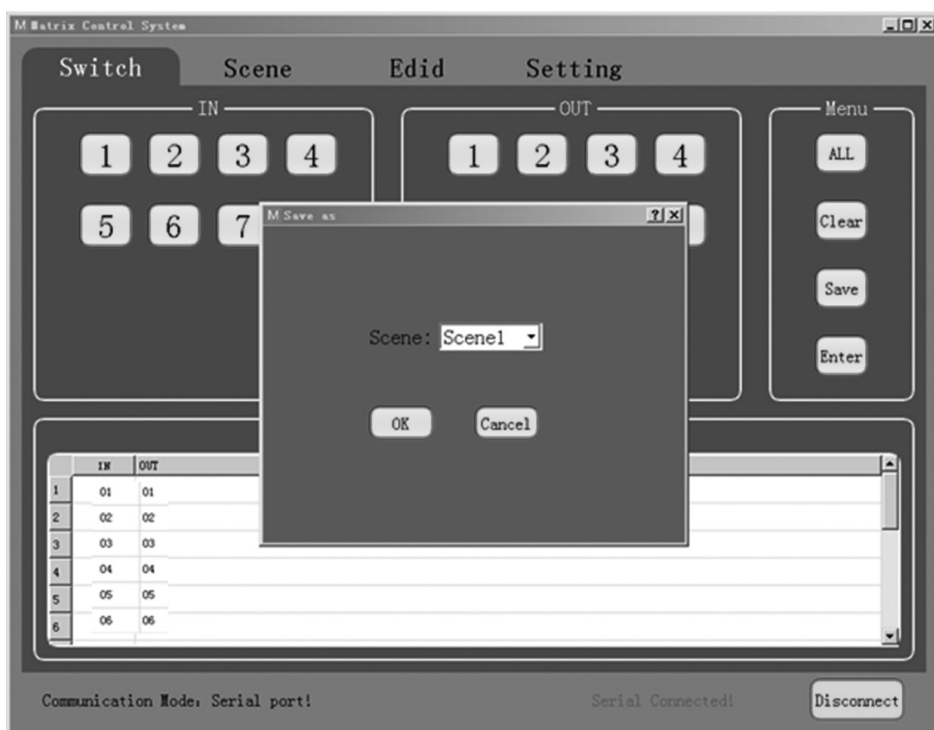 M Matrix Control System
Switch Scene Edid Setting
IN OUT Menu
1 2 3 4 1 2 3 4 ALL
M Save as
5 6 7 Clear
Save
Scene: Scene1
Enter
OK Cancel
IN OUT
1 01 01
2 02 02
3 03 03
4 04 04
5 05 05
6 06 06
Communication Mode: Serial port! Serial Connected! Disconnect